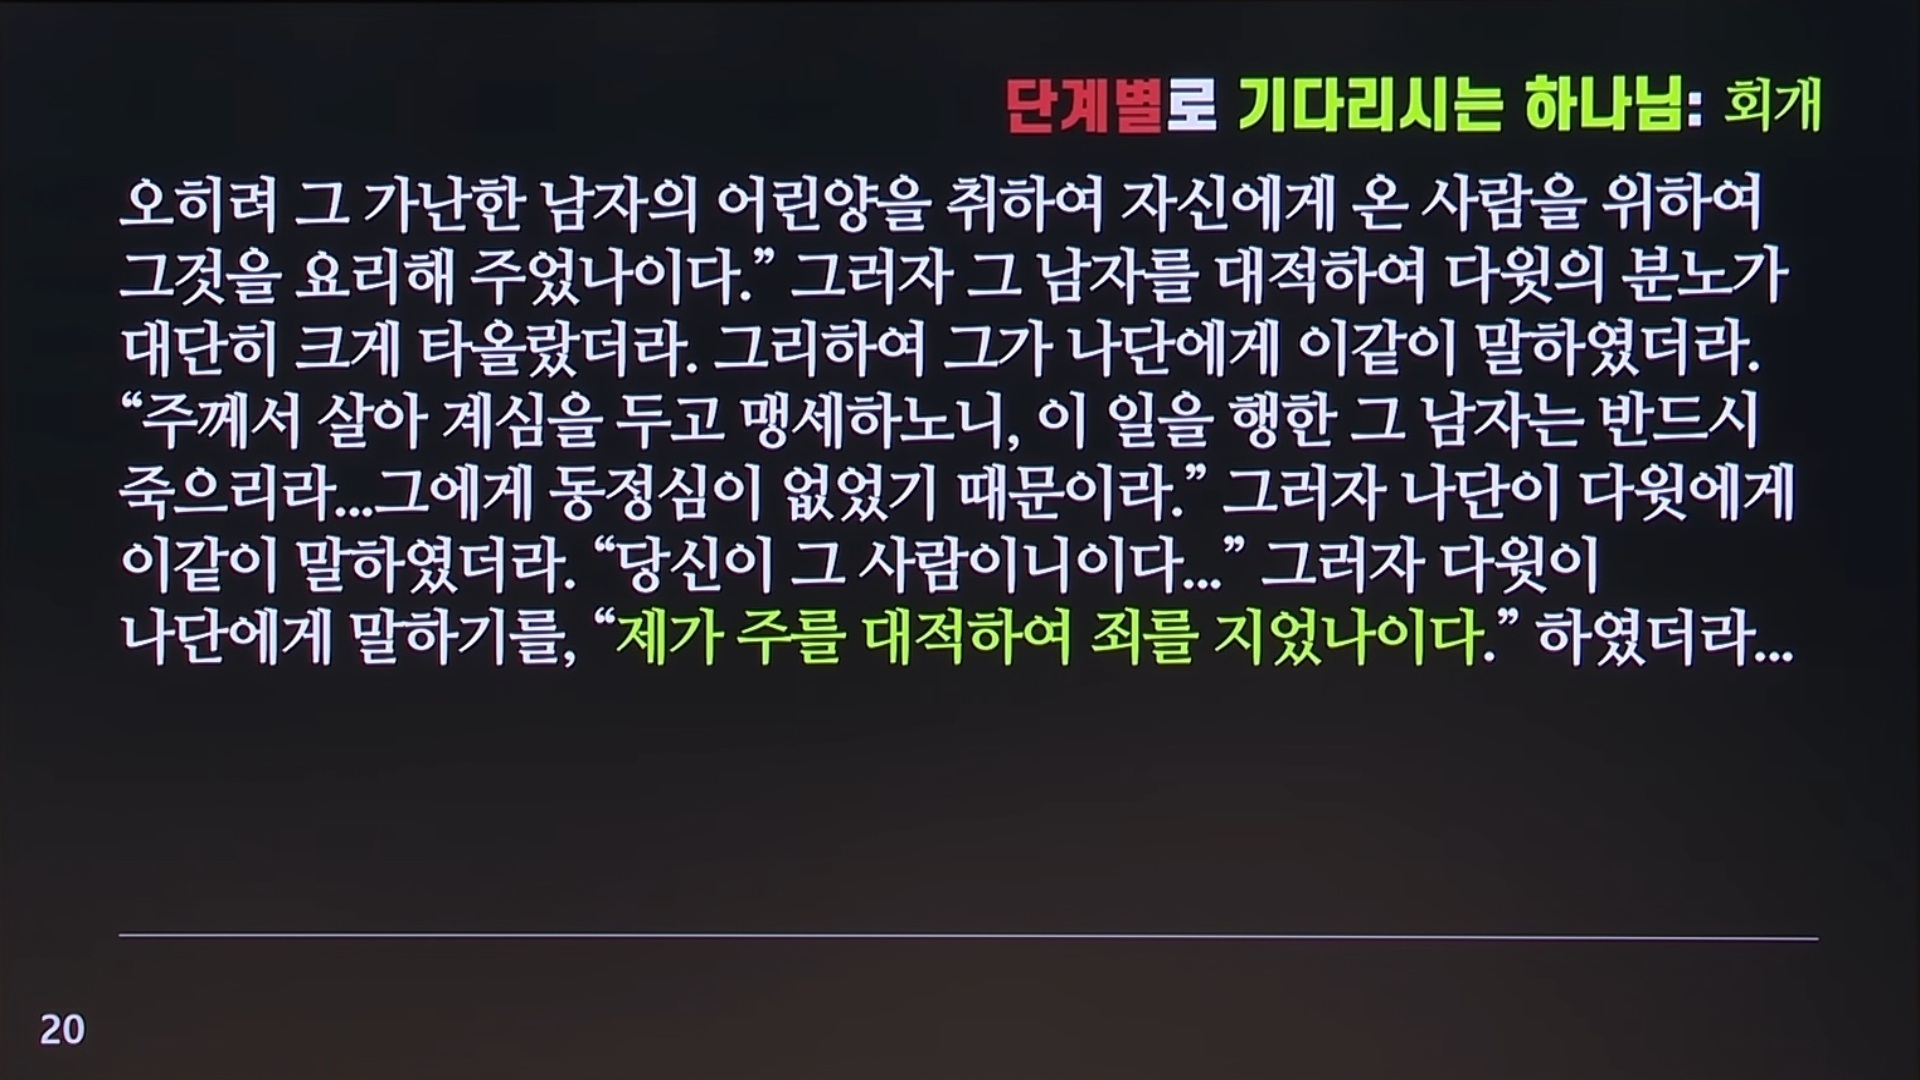 단계별로 기다리시는 하나님: 회개
오히려 그 가난한 남자의 어린양을 취하여 자신에게 온 사람을 위하여
그것을 요리해 주었나이다.” 그러자 그 남자를 대적하여 다윗의 분노가
대단히 크게 타올랐더라. 그리하여 그가 나단에게 이같이 말하였더라.
“주께서 살아 계심을 두고 맹세하노니, 이 일을 행한 그 남자는 반드시
죽으리라...그에게 동정심이 없었기 때문이라.” 그러자 나단이 다윗에게
이같이 말하였더라. “당신이 그 사람이니이다...” 그러자 다윗이
나단에게 말하기를, “제가 주를 대적하여 죄를 지었나이다.” 하였더라...
20